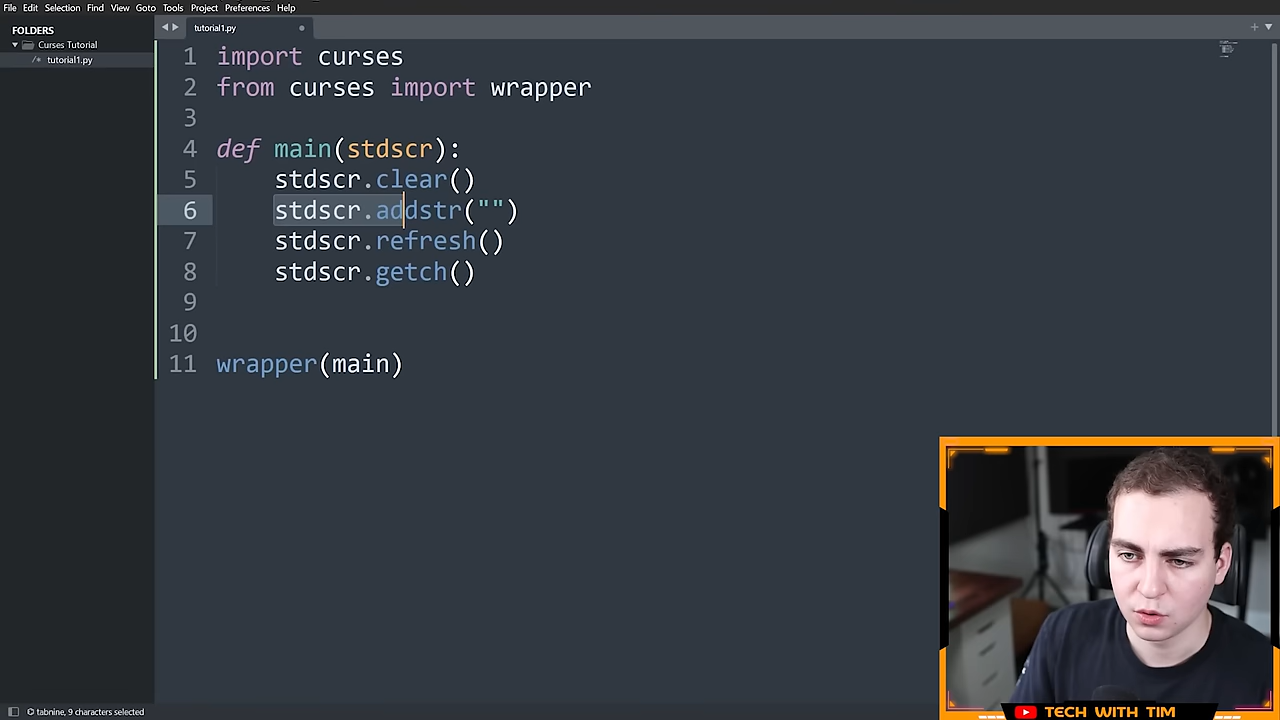 File Edit Selection Find View Goto Tools Project Preferences Help
FOLDERS
Curses Tutorial
tutorial1.py
tutorial1.py
1 import curses
2 from curses import wrapper
3
4 def main(stdscr):
5 stdscr.clear()
6 stdscr.addstr("")
7 stdscr.refresh()
8 stdscr.getch()
9
10
11 wrapper(main)
tabnine, 9 characters selected
TECH WITH TIM